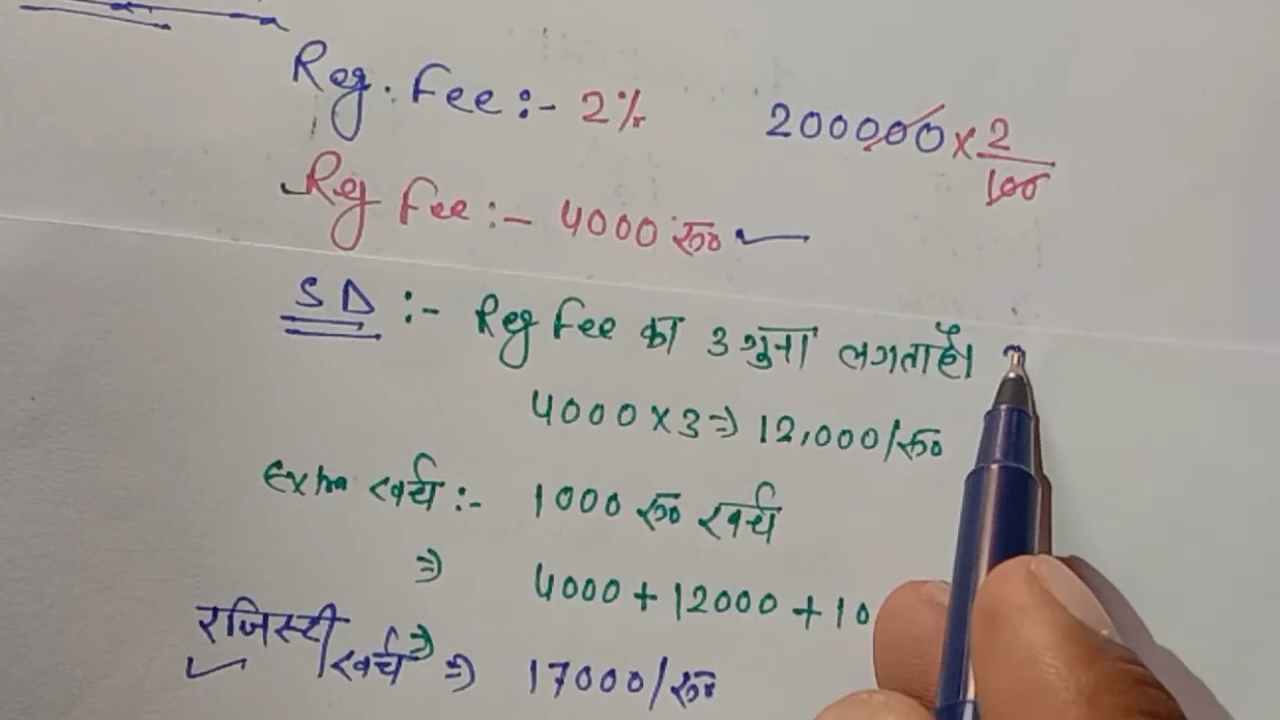 Reg. Fee:- 2% 200000 x 2/100
Reg Fee:- 4000 रू०
SD :- Reg Fee का 3 गुना लगता है।
4000 x 3 => 12,000/रू०
Extra खर्च :- 1000 रू० खर्च
=> 4000 + 12000 + 10
रजिस्टी खर्च => => 17000/रू०